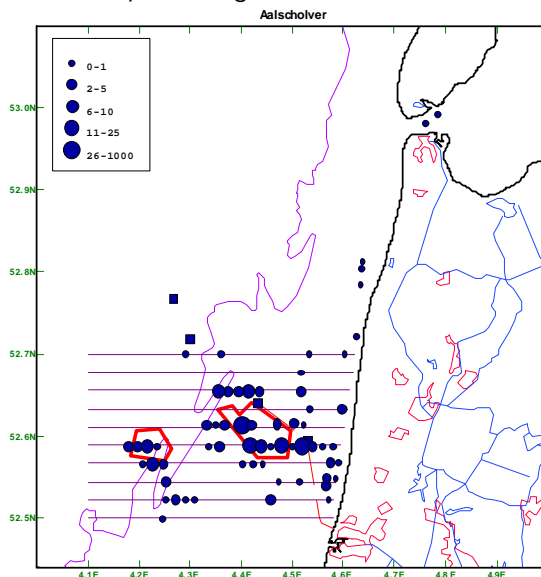 Aalscholver
0-1
2-5
6-10
11-25
26-1000
53.0N
52.9N
52.8N
52.7N
52.6N
52.5N
4.1E 4.2E 4.3E 4.4E 4.5E 4.6E 4.7E 4.8E 4.9E